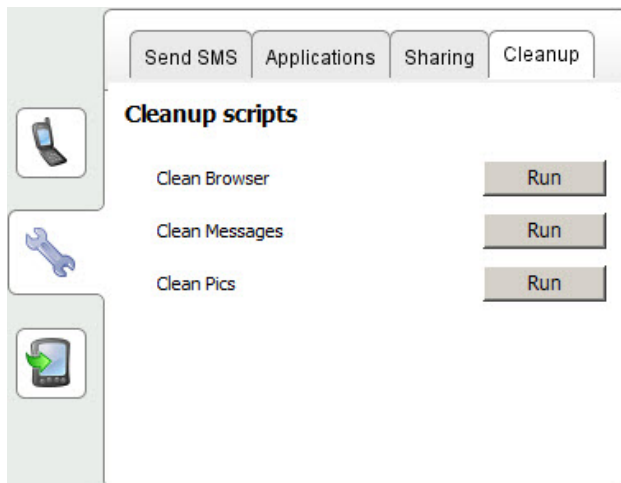 Send SMS Applications Sharing Cleanup
Cleanup scripts
Clean Browser Run
Clean Messages Run
Clean Pics Run